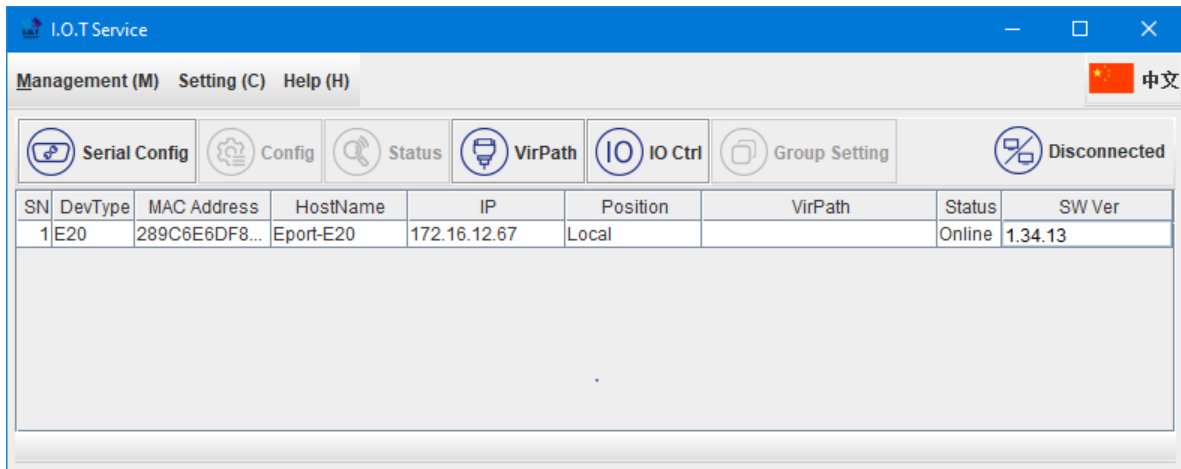 I.O.T Service
Management (M) Setting (C) Help (H) 中文
Serial Config Config Status VirPath IO IO Ctrl Group Setting Disconnected
SN DevType MAC Address HostName IP Position VirPath Status SW Ver
1 E20 289C6E6DF8... Eport-E20 172.16.12.67 Local Online 1.34.13